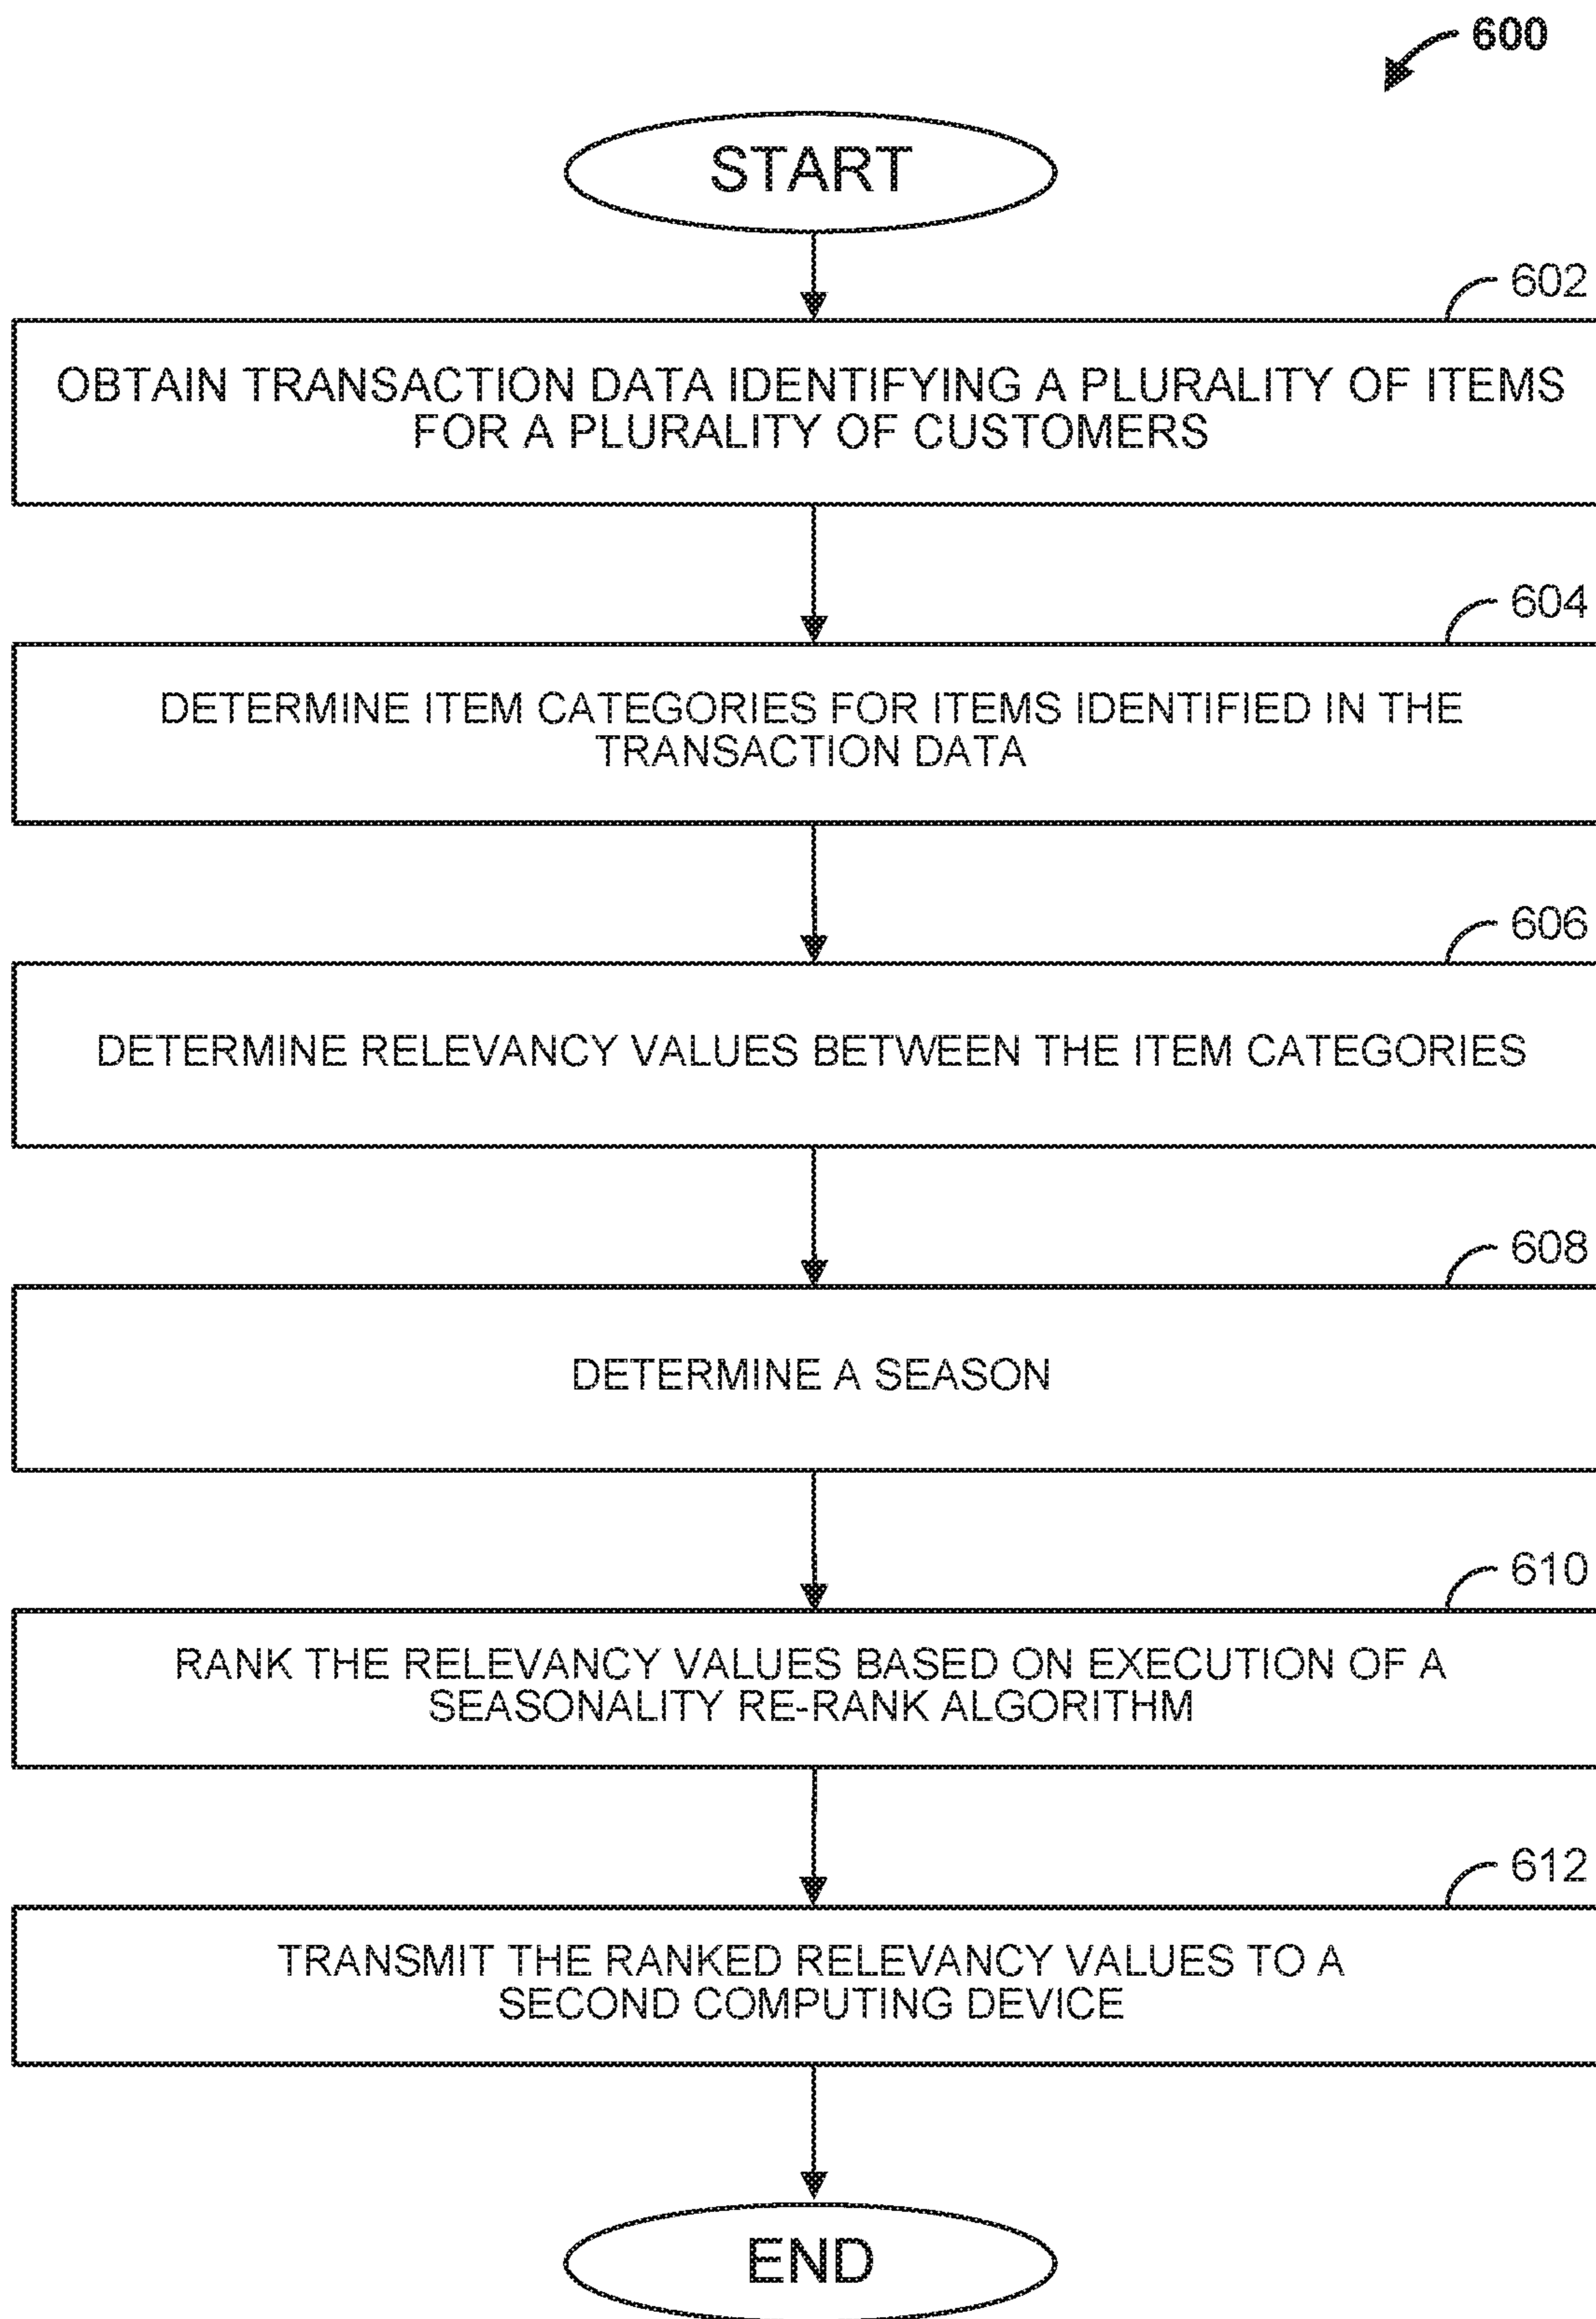 600
START
602
OBTAIN TRANSACTION DATA IDENTIFYING A PLURALITY OF ITEMS
FOR A PLURALITY OF CUSTOMERS
604
DETERMINE ITEM CATEGORIES FOR ITEMS IDENTIFIED IN THE
TRANSACTION DATA
606
DETERMINE RELEVANCY VALUES BETWEEN THE ITEM CATEGORIES
608
DETERMINE A SEASON
610
RANK THE RELEVANCY VALUES BASED ON EXECUTION OF A
SEASONALITY RE-RANK ALGORITHM
612
TRANSMIT THE RANKED RELEVANCY VALUES TO A
SECOND COMPUTING DEVICE
END